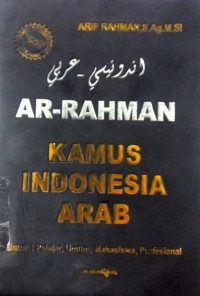 ARIF RAHMAN,S.Ag,M.SI
اندونيسي - عربي
AR-RAHMAN
KAMUS
INDONESIA
ARAB
Untuk : Pelajar, Umum, Mahasiswa, Profesional